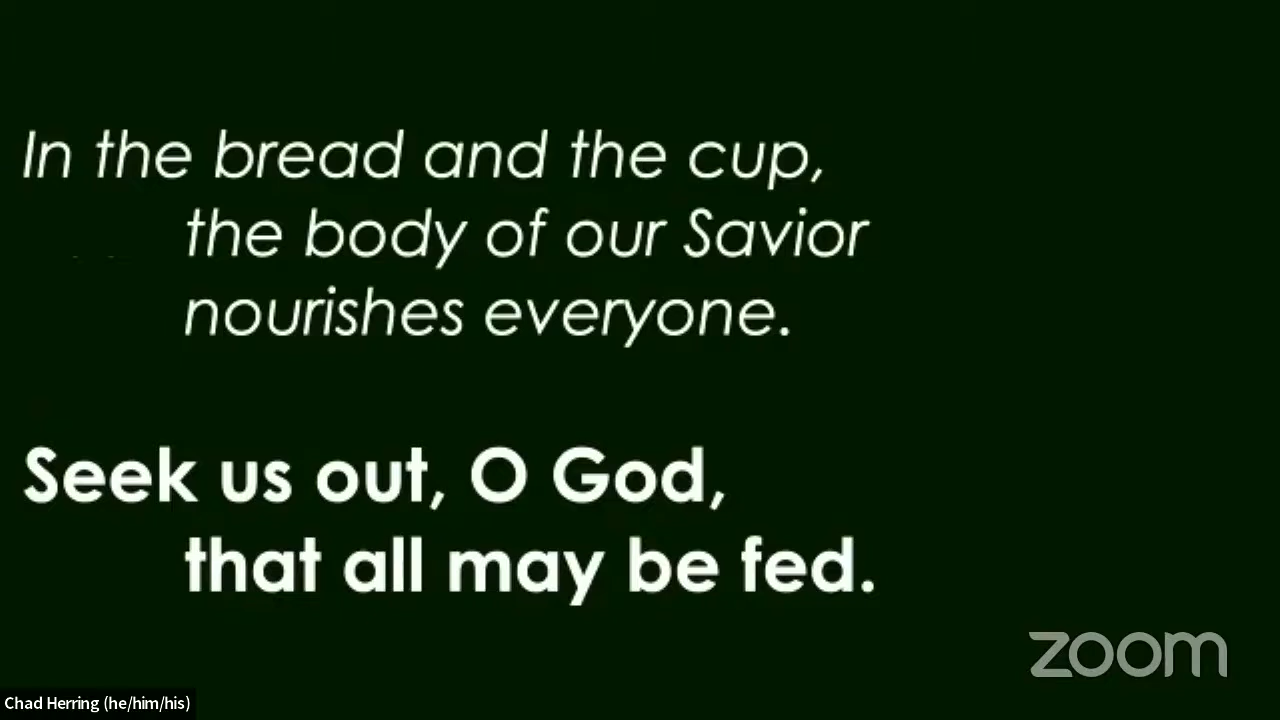 In the bread and the cup,
the body of our Savior
nourishes everyone.
Seek us out, O God,
that all may be fed.
zoom
Chad Herring (he/him/his)